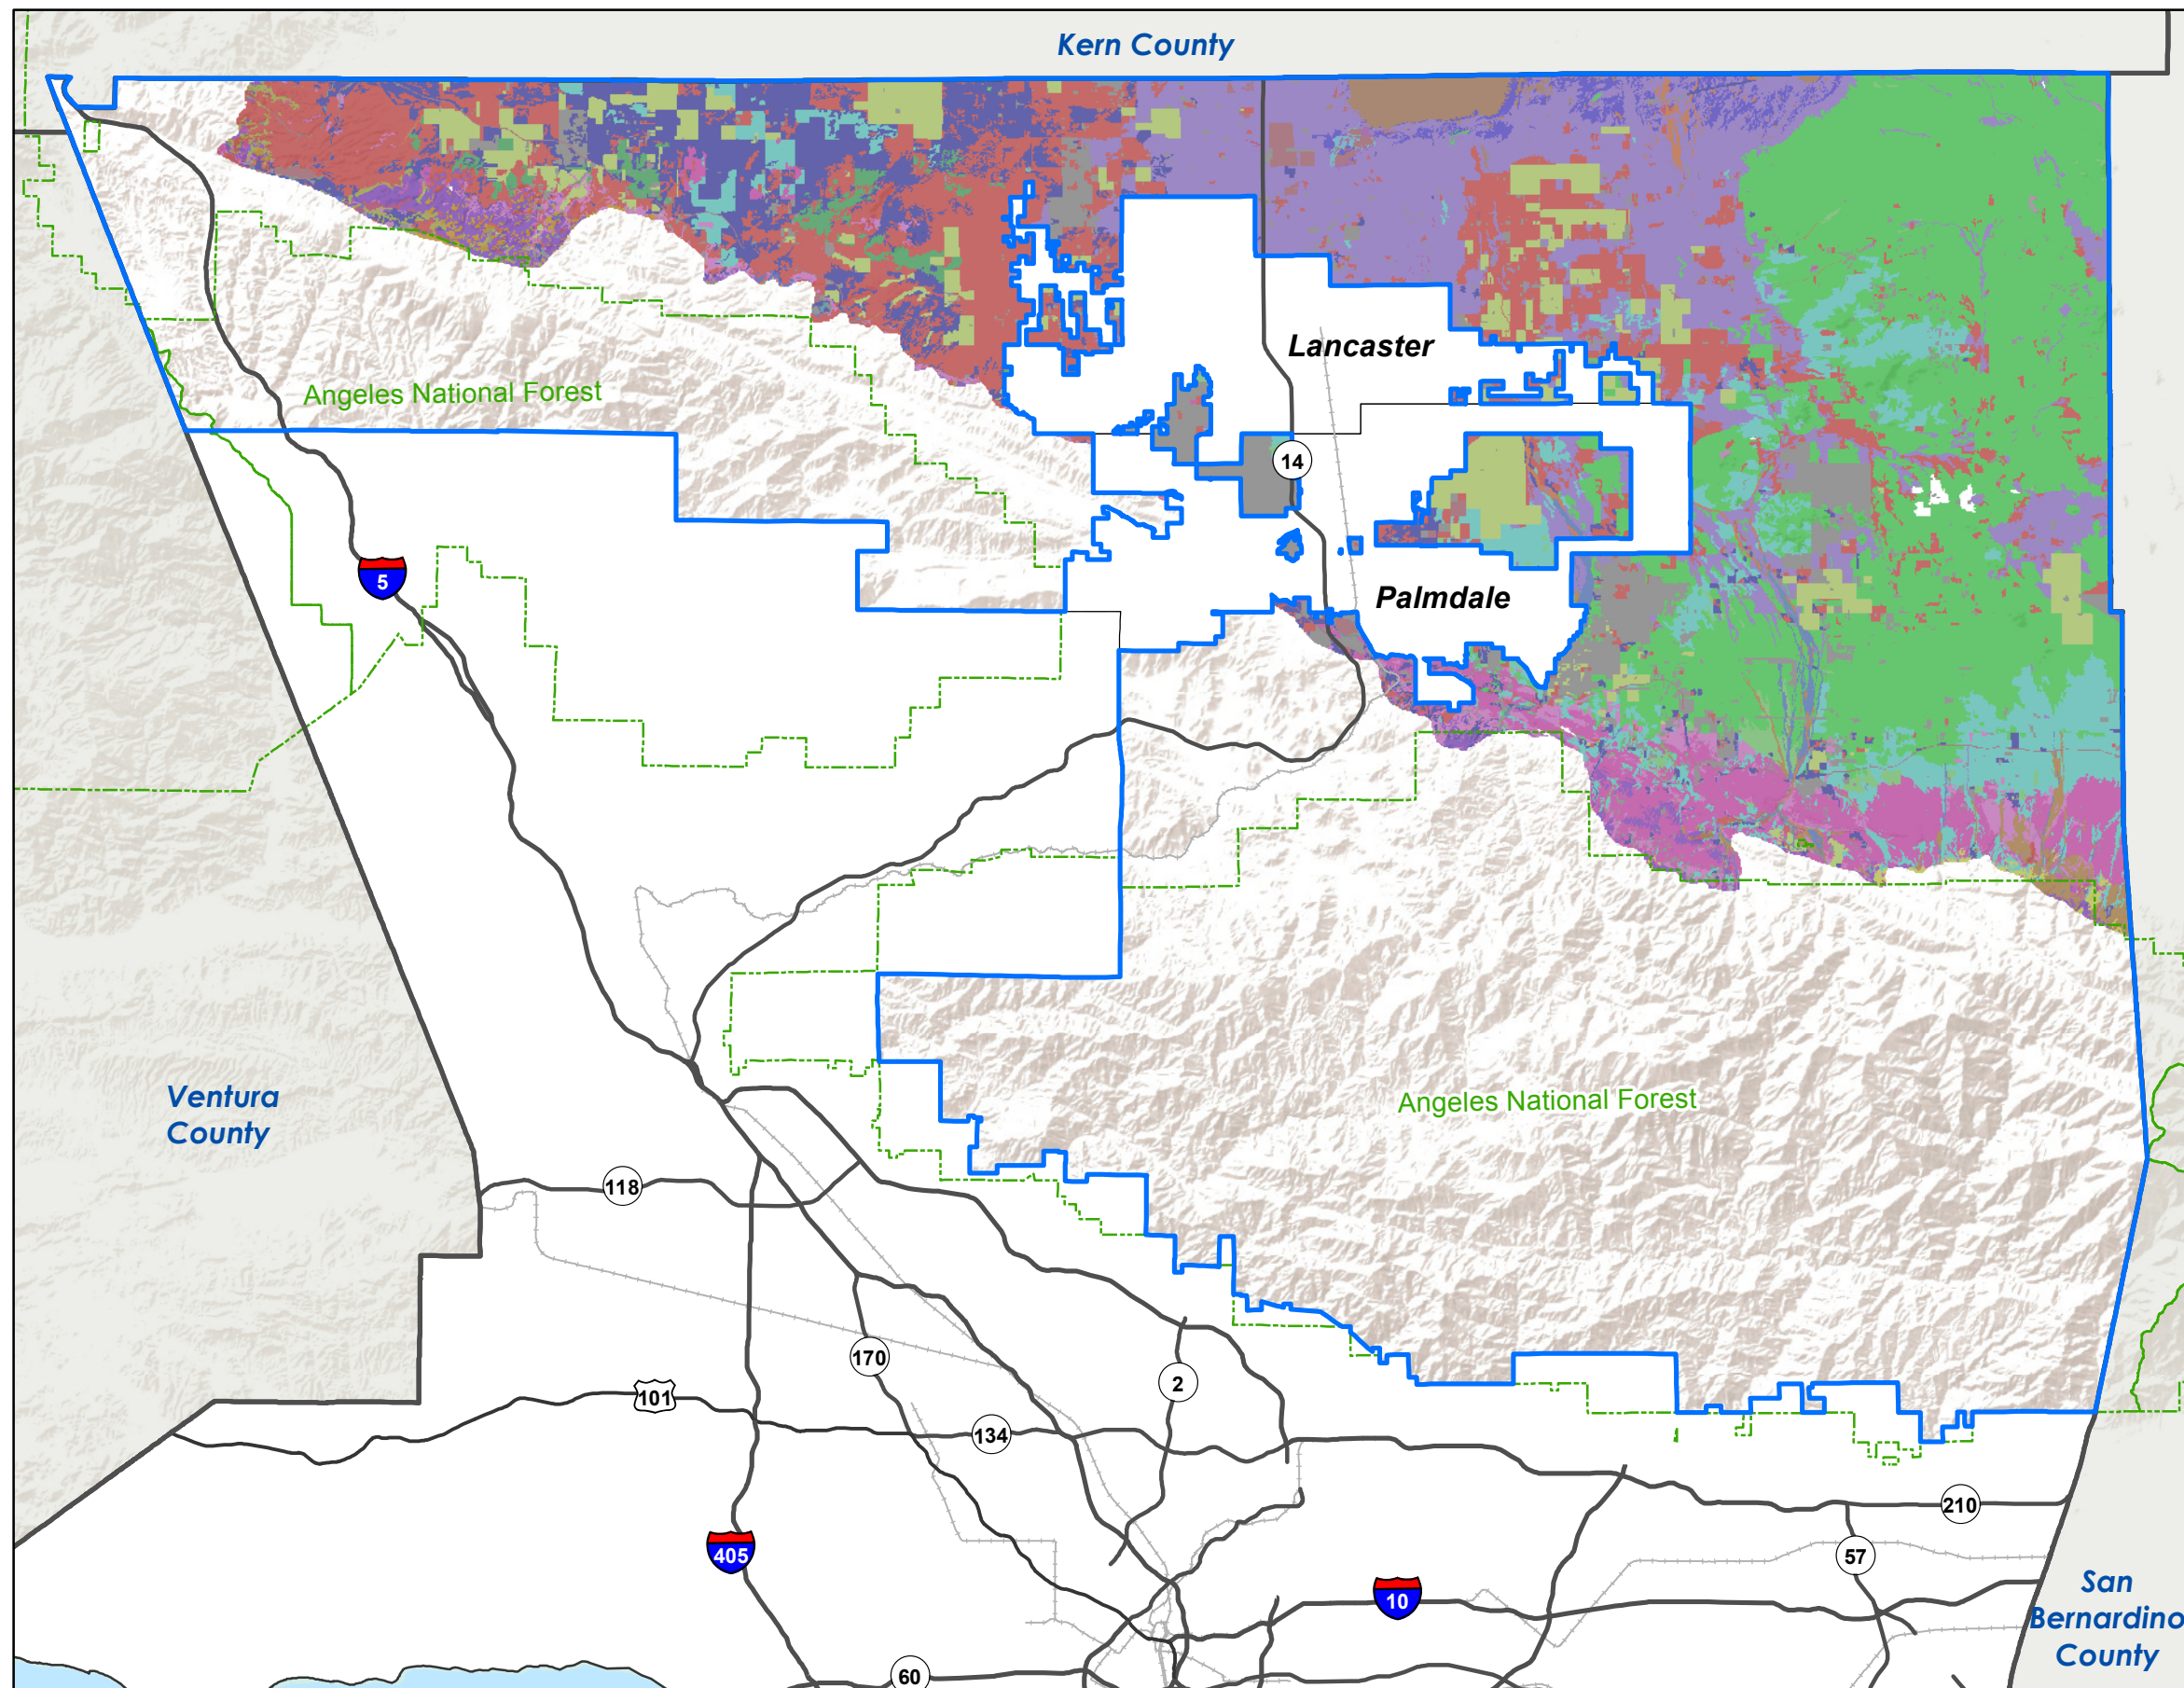 Kern County
Lancaster
Angeles National Forest
14
5
Palmdale
Ventura
County
Angeles National Forest
118
170
2
101
134
210
405
57
10
San
Bernardino
County
60